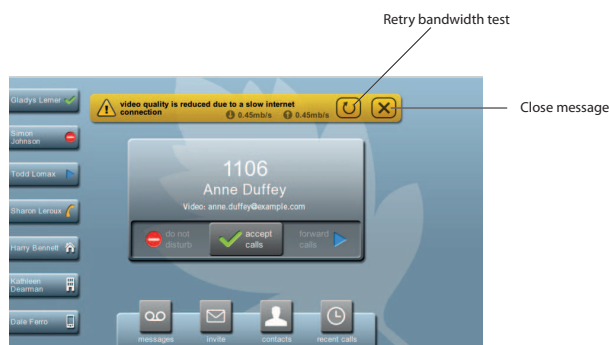 Retry bandwidth test
Close message
Gladys Lemer
video quality is reduced due to a slow internet
connection
0.45mb/s
0.45mb/s
Simon
Johnson
Todd Lomax
Sharon Leroux
Harry Bennett
Kathleen
Dearman
Dale Ferro
1106
Anne Duffey
Video: anne.duffey@example.com
do not
disturb
accept
calls
forward
calls
messages
invite
contacts
recent calls